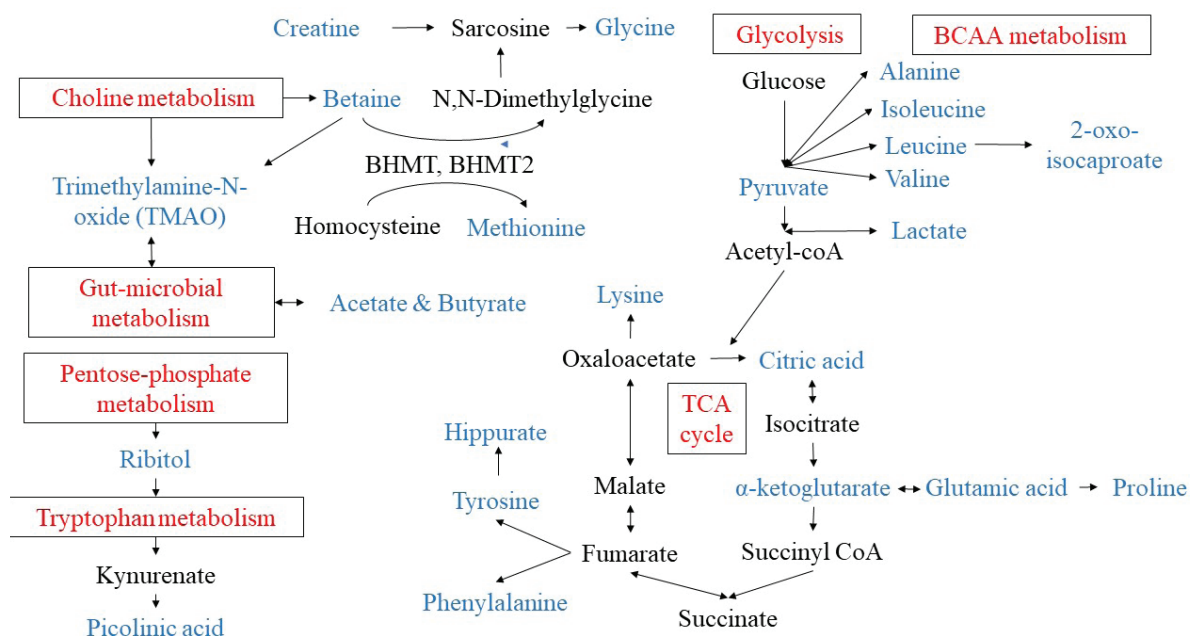 Creatine
Sarcosine
Glycine
Glycolysis
BCAA metabolism
Glucose
Alanine
Choline metabolism
Betaine
N,N-Dimethylglycine
Isoleucine
Leucine
2-oxo-
isocaproate
BHMT, BHMT2
Valine
Pyruvate
Trimethylamine-N-
oxide (TMAO)
Homocysteine
Methionine
Lactate
Acetyl-coA
Gut-microbial
metabolism
Acetate & Butyrate
Lysine
Oxaloacetate
Citric acid
Pentose-phosphate
metabolism
TCA
cycle
Isocitrate
Hippurate
Ribitol
Tyrosine
Malate
α-ketoglutarate
Glutamic acid
Proline
Tryptophan metabolism
Fumarate
Succinyl CoA
Kynurenate
Phenylalanine
Succinate
Picolinic acid